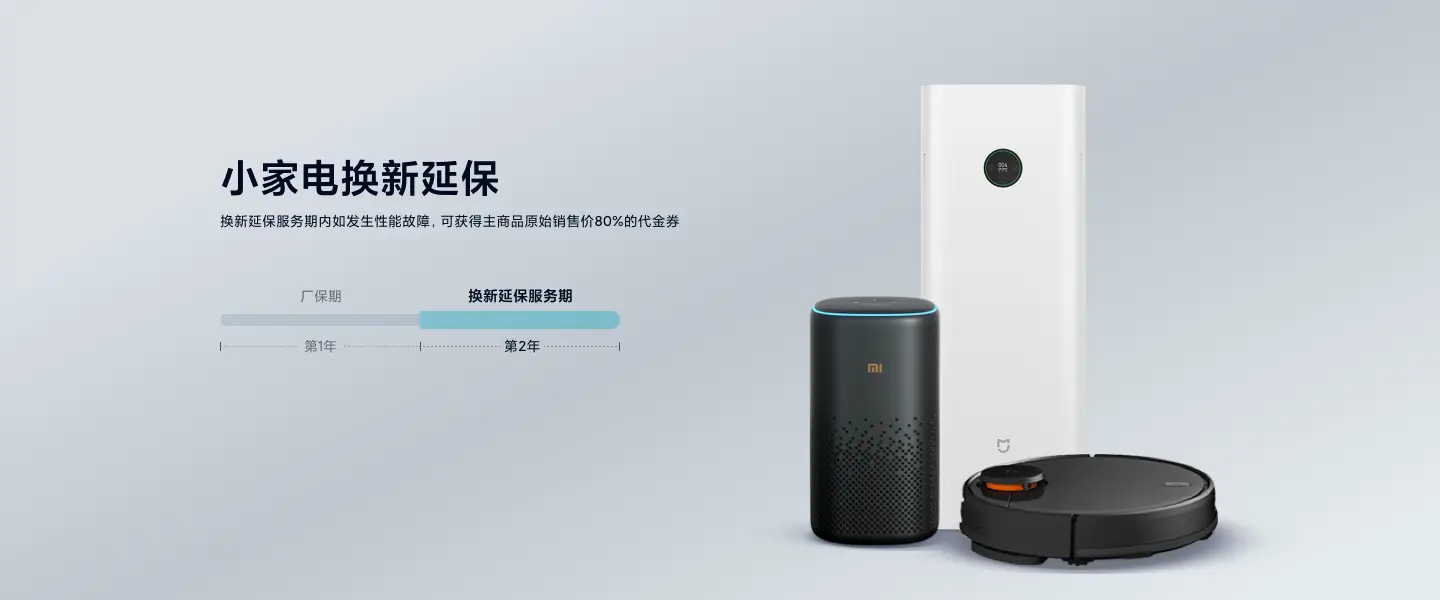 小家电换新延保
换新延保服务期内如发生性能故障，可获得主商品原始销售价80%的代金券
厂保期 换新延保服务期
第1年 第2年
004
mi